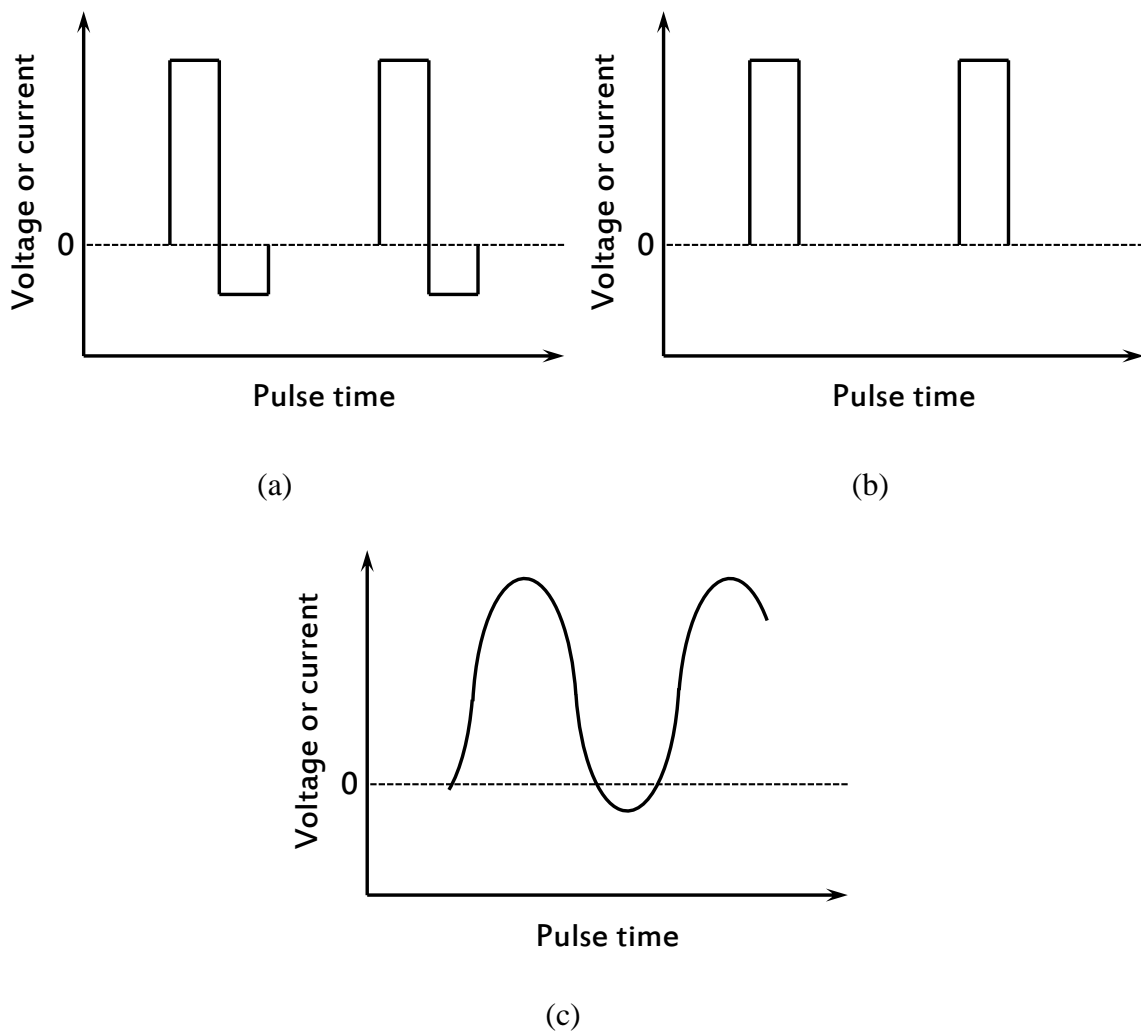 Voltage or current
0
Pulse time
(a)
Voltage or current
0
Pulse time
(b)
Voltage or current
0
Pulse time
(c)